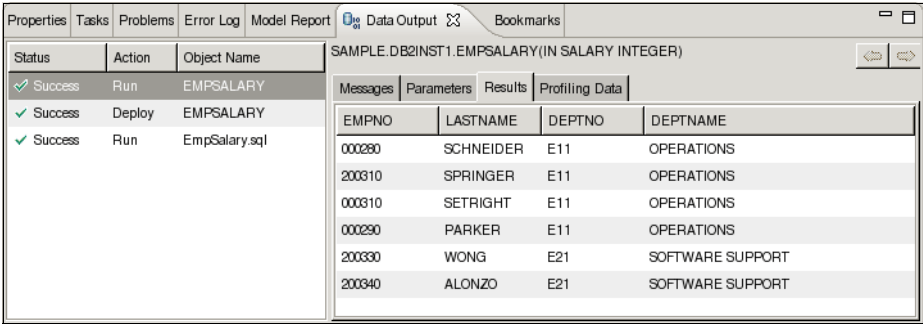 Properties Tasks Problems Error Log Model Report Data Output Bookmarks
SAMPLE.DB2INST1.EMPSALARY(IN SALARY INTEGER)
Status Action Object Name
Success Run EMPSALARY
Success Deploy EMPSALARY
Success Run EmpSalary.sql
Messages Parameters Results Profiling Data
EMPNO LASTNAME DEPTNO DEPTNAME
000280 SCHNEIDER E11 OPERATIONS
200310 SPRINGER E11 OPERATIONS
000310 SETRIGHT E11 OPERATIONS
000290 PARKER E11 OPERATIONS
200330 WONG E21 SOFTWARE SUPPORT
200340 ALONZO E21 SOFTWARE SUPPORT